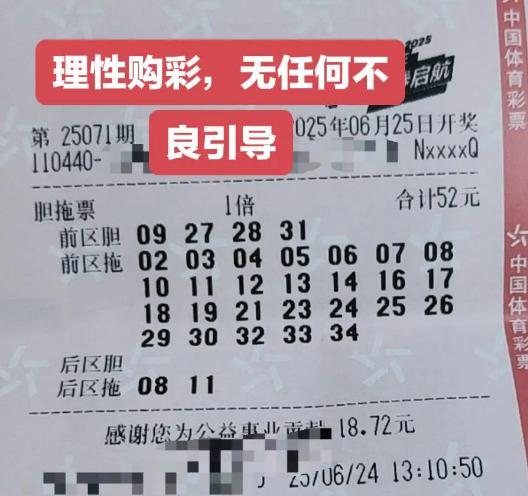 2025
启航
理性购彩，无任何不
良引导
第 25071期
2025年06月25日开奖
110440-
NxxxxQ
胆拖票 1倍 合计52元
前区胆 09 27 28 31
前区拖 02 03 04 05 06 07 08
10 11 12 13 14 16 17
18 19 21 23 24 25 26
29 30 32 33 34
后区胆
后区拖 08 11
感谢您为公益事业贡献 18.72元
25/06/24 13:10:50
中国体育彩票
中国体育彩票